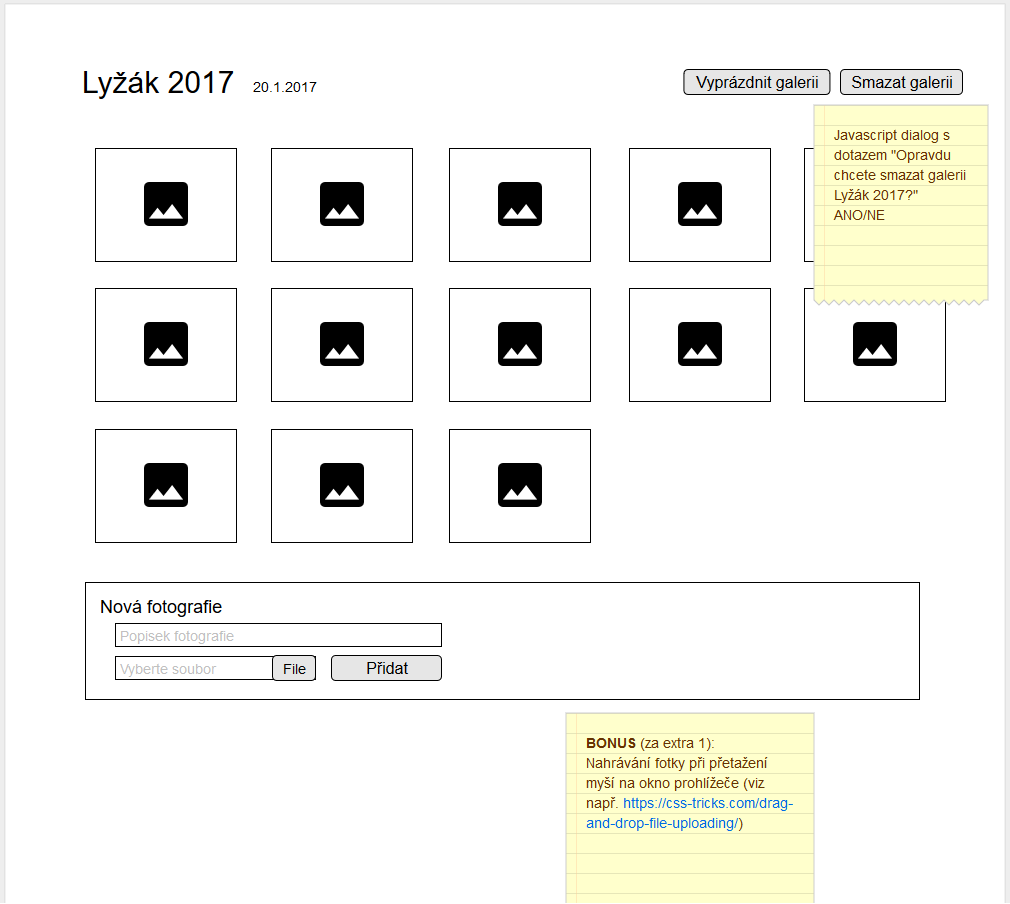 Lyžák 2017 20.1.2017
Vyprázdnit galerii
Smazat galerii
Javascript dialog s
dotazem "Opravdu
chcete smazat galerii
Lyžák 2017?"
ANO/NE
Nová fotografie
Popisek fotografie
Vyberte soubor
File
Přidat
BONUS (za extra 1):
Nahrávání fotky při přetažení
myší na okno prohlížeče (viz
např. https://css-tricks.com/drag-
and-drop-file-uploading/)